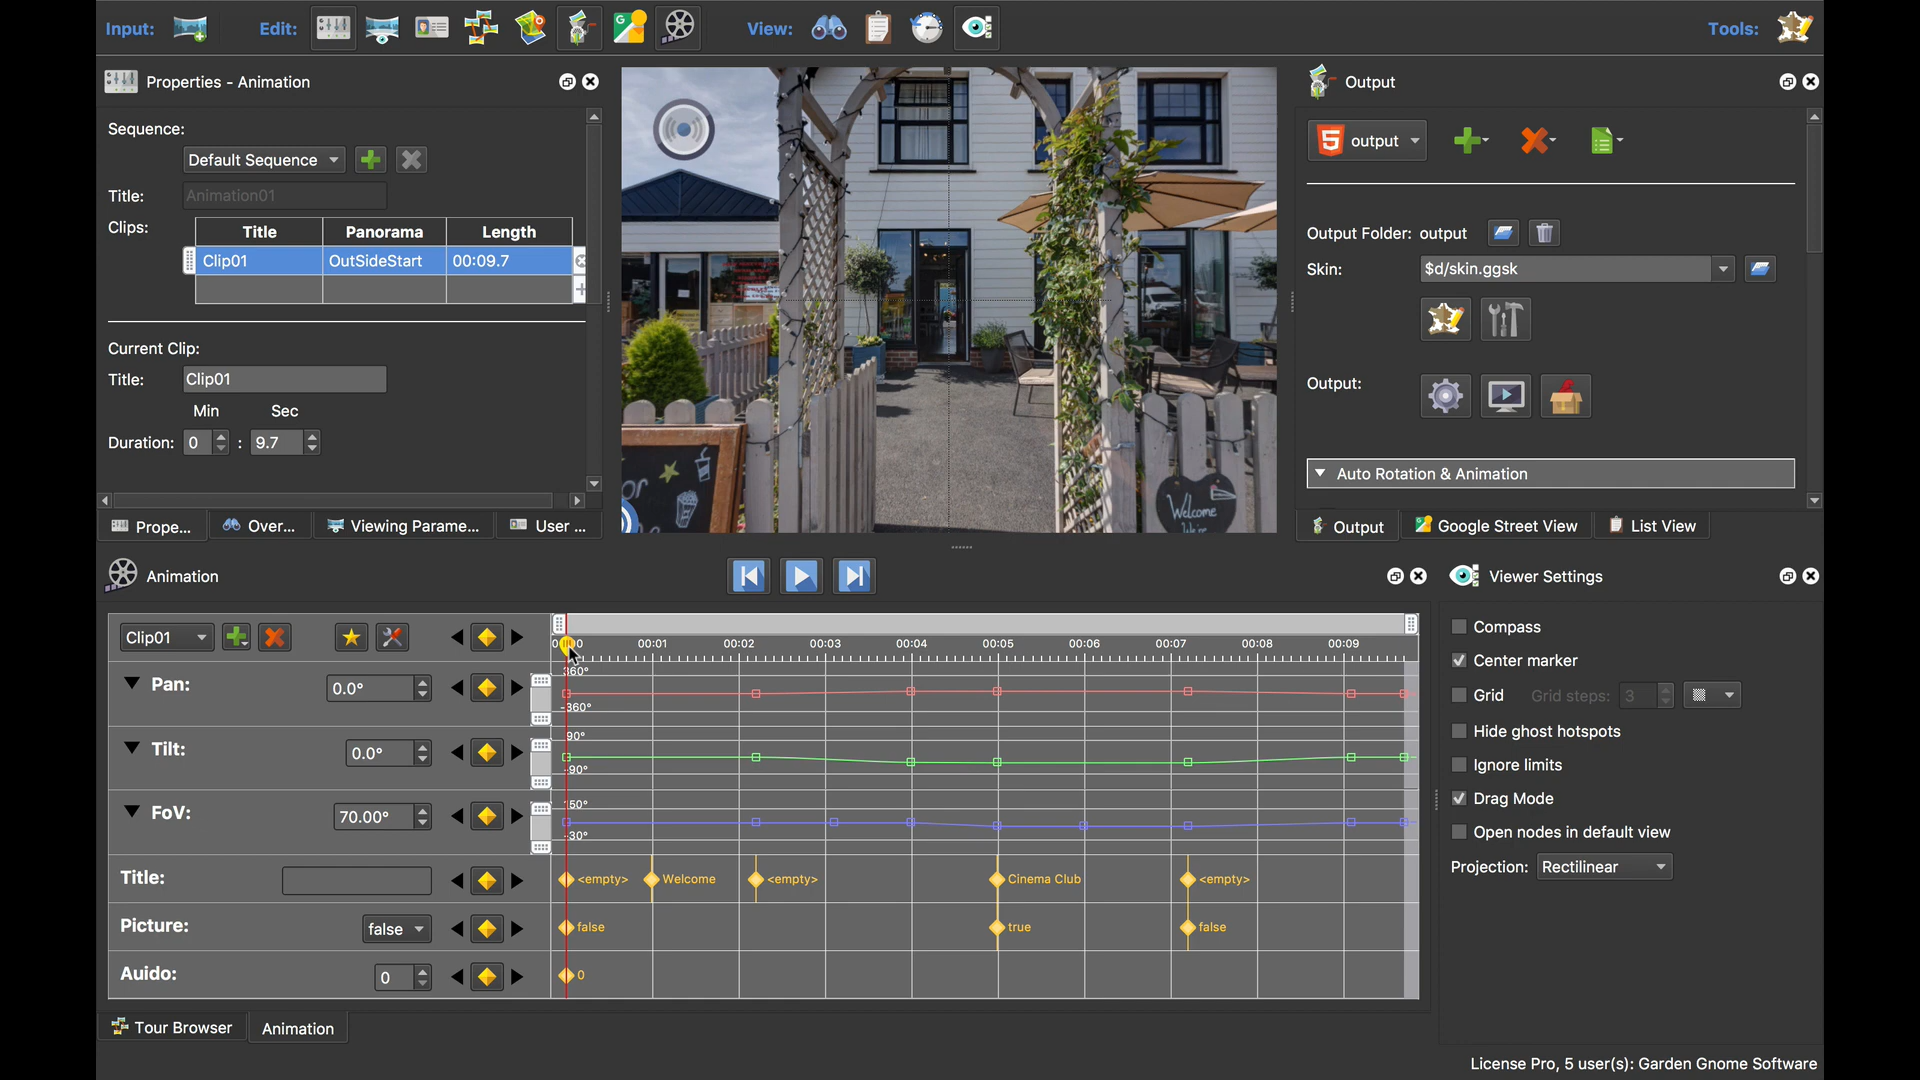 Input:
Edit:
View:
Tools:
Properties - Animation
Sequence:
Default Sequence
Title:
Animation01
Clips:
Title Panorama Length
Clip01 OutSideStart 00:09.7
Current Clip:
Title: Clip01
Min Sec
Duration: 0 : 9.7
Prope... Over... Viewing Parame... User ...
Welcome
We're
Output
output
Output Folder: output
Skin: $d/skin.ggsk
Output:
Auto Rotation & Animation
Output Google Street View List View
Animation
Clip01
00:01 00:02 00:03 00:04 00:05 00:06 00:07 00:08 00:09
Pan: 0.0°
360°
-360°
Tilt: 0.0°
90°
-90°
FoV: 70.00°
150°
-30°
Title: <empty> Welcome <empty> Cinema Club <empty>
Picture: false false true false
Auido: 0 0
Tour Browser Animation
Viewer Settings
Compass
Center marker
Grid Grid steps: 3
Hide ghost hotspots
Ignore limits
Drag Mode
Open nodes in default view
Projection: Rectilinear
License Pro, 5 user(s): Garden Gnome Software